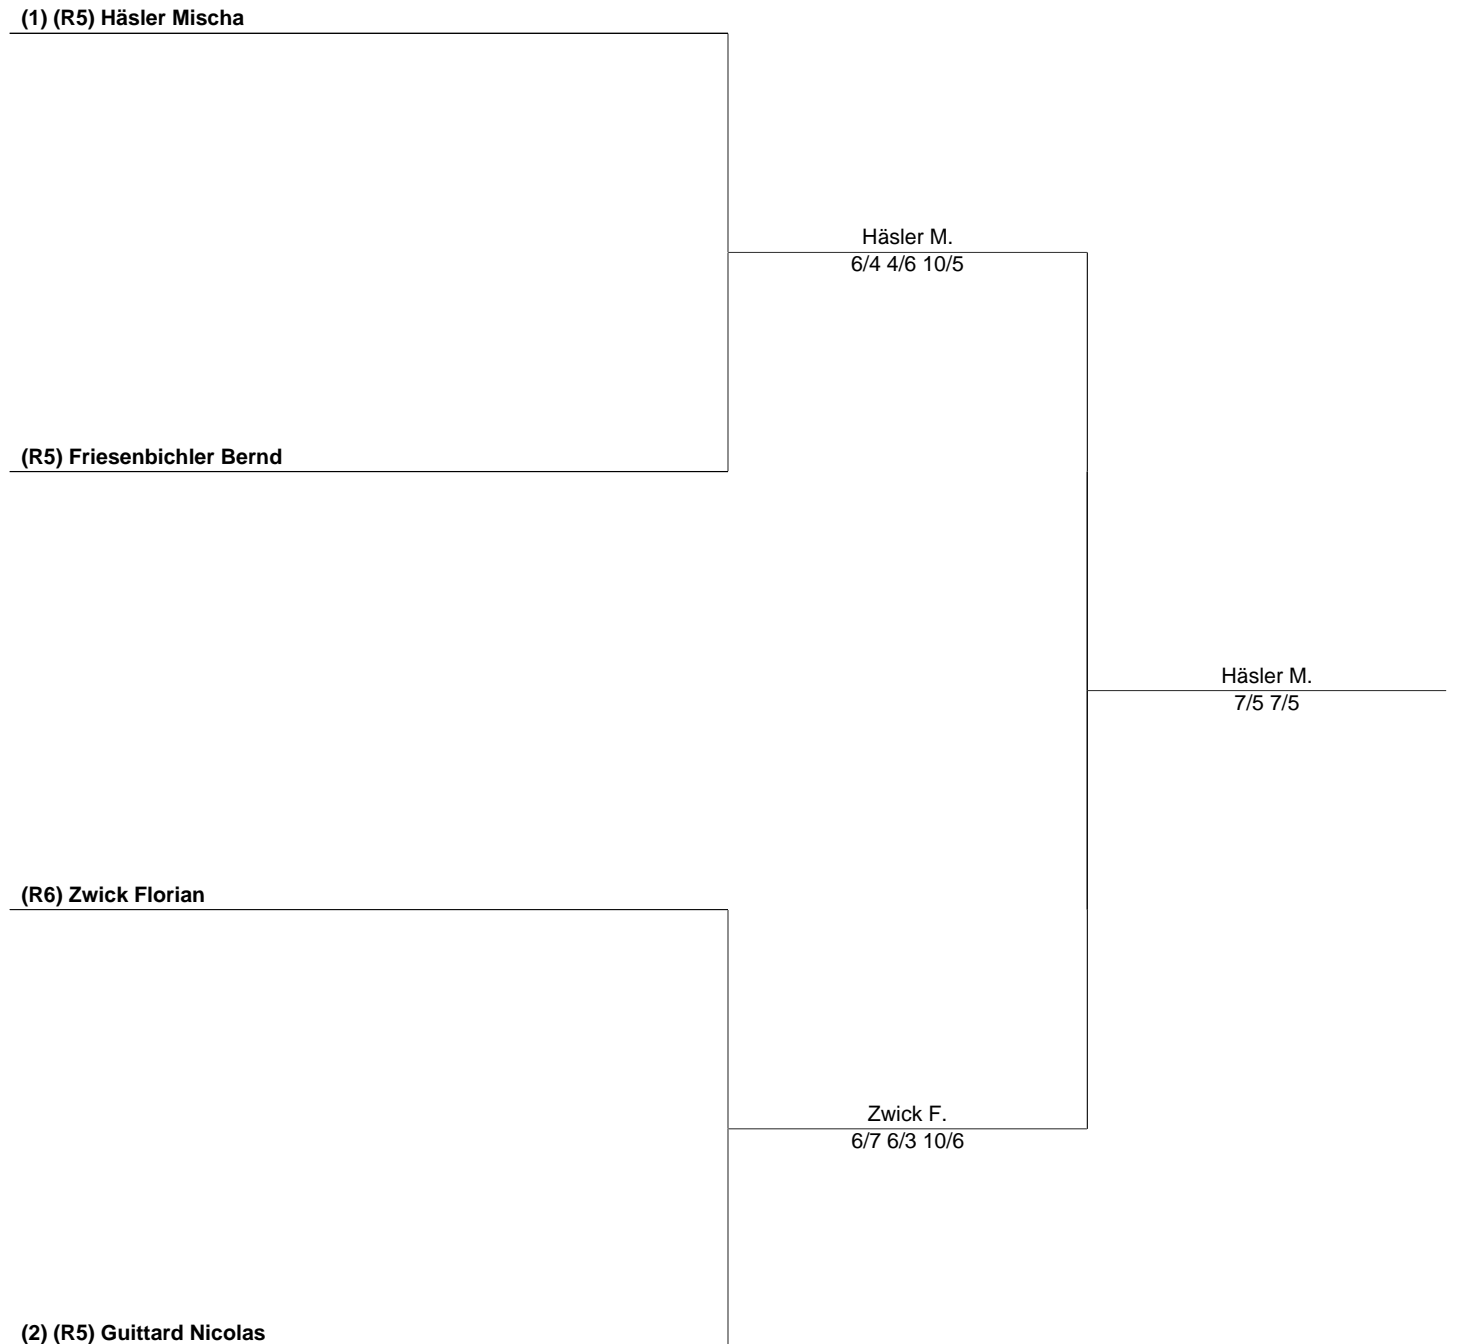 (1) (R5) Häsler Mischa
Häsler M.
6/4 4/6 10/5
(R5) Friesenbichler Bernd
Häsler M.
7/5 7/5
(R6) Zwick Florian
Zwick F.
6/7 6/3 10/6
(2) (R5) Guittard Nicolas